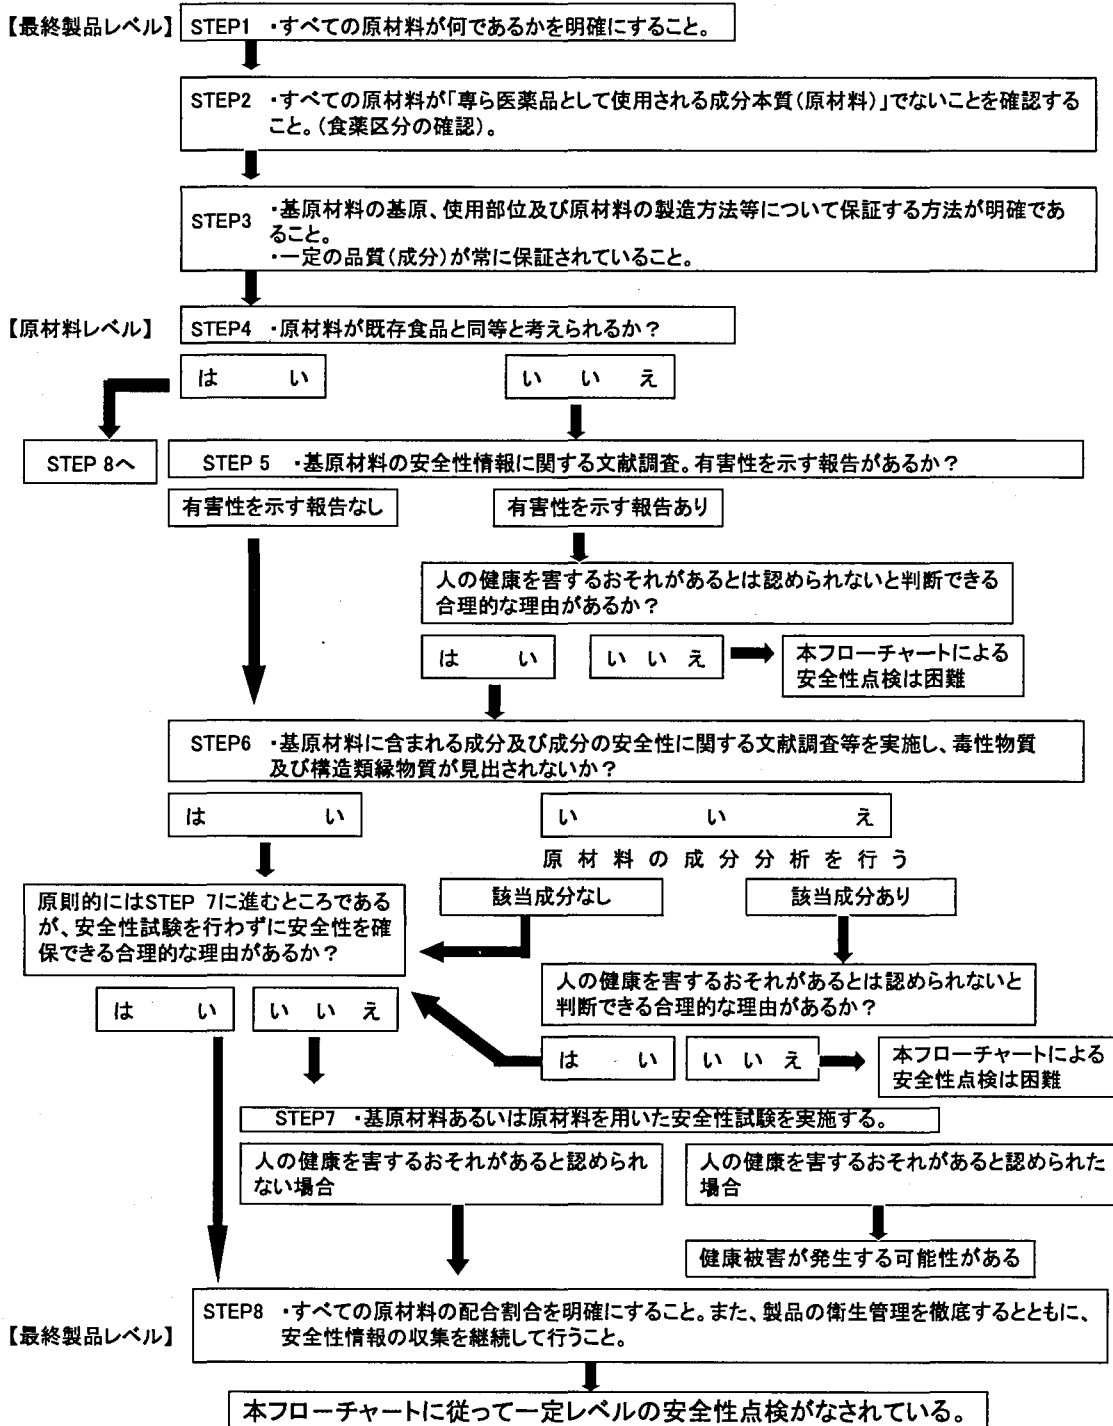 【最終製品レベル】
STEP1 ・すべての原材料が何であるかを明確にすること。
STEP2 ・すべての原材料が「専ら医薬品として使用される成分本質(原材料)」でないことを確認する
こと。(食薬区分の確認)。
STEP3 ・基原材料の基原、使用部位及び原材料の製造方法等について保証する方法が明確であ
ること。
・一定の品質(成分)が常に保証されていること。
【原材料レベル】
STEP4 ・原材料が既存食品と同等と考えられるか?
はい
いいえ
STEP 8へ
STEP 5 ・基原材料の安全性情報に関する文献調査。有害性を示す報告があるか?
有害性を示す報告なし
有害性を示す報告あり
人の健康を害するおそれがあるとは認められないと判断できる
合理的な理由があるか?
はい
いいえ
本フローチャートによる
安全性点検は困難
STEP6 ・基原材料に含まれる成分及び成分の安全性に関する文献調査等を実施し、毒性物質
及び構造類縁物質が見出されないか?
はい
いいえ
原材料の成分分析を行う
該当成分なし
該当成分あり
原則的にはSTEP 7に進むところである
が、安全性試験を行わずに安全性を確
保できる合理的な理由があるか?
人の健康を害するおそれがあるとは認められないと
判断できる合理的な理由があるか?
はい
いいえ
はい
いいえ
本フローチャートによる
安全性点検は困難
STEP7 ・基原材料あるいは原材料を用いた安全性試験を実施する。
人の健康を害するおそれがあると認められ
ない場合
人の健康を害するおそれがあると認められた
場合
健康被害が発生する可能性がある
【最終製品レベル】
STEP8 ・すべての原材料の配合割合を明確にすること。また、製品の衛生管理を徹底するとともに、
安全性情報の収集を継続して行うこと。
本フローチャートに従って一定レベルの安全性点検がなされている。